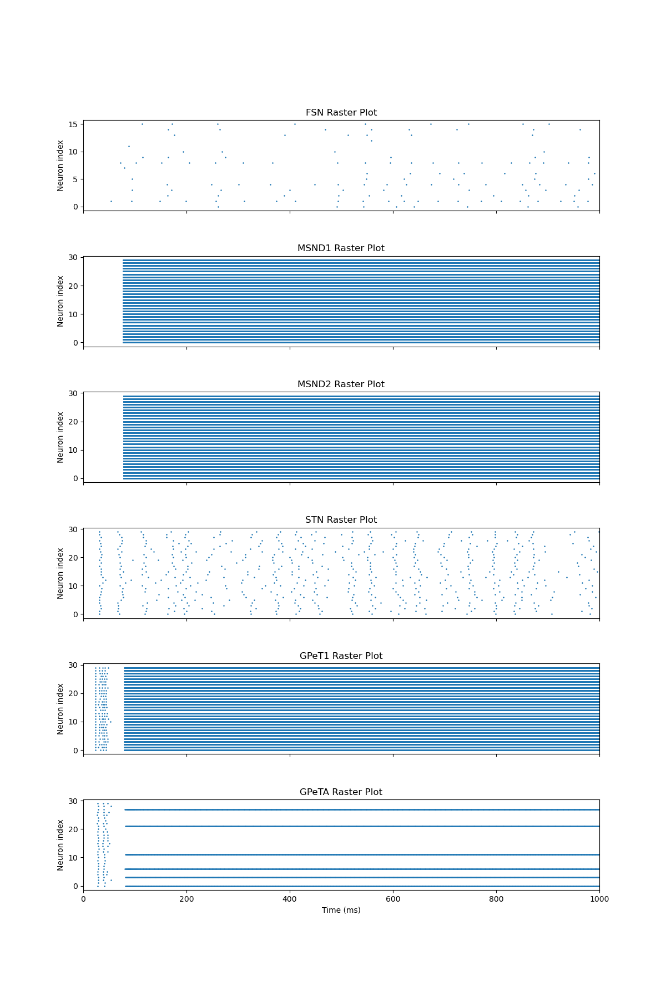 FSN Raster Plot
15
10
5
0
Neuron index
MSND1 Raster Plot
30
20
10
0
Neuron index
MSND2 Raster Plot
30
20
10
0
Neuron index
STN Raster Plot
30
20
10
0
Neuron index
GPeT1 Raster Plot
30
20
10
0
Neuron index
GPeTA Raster Plot
30
20
10
0
Neuron index
0 200 400 600 800 1000
Time (ms)